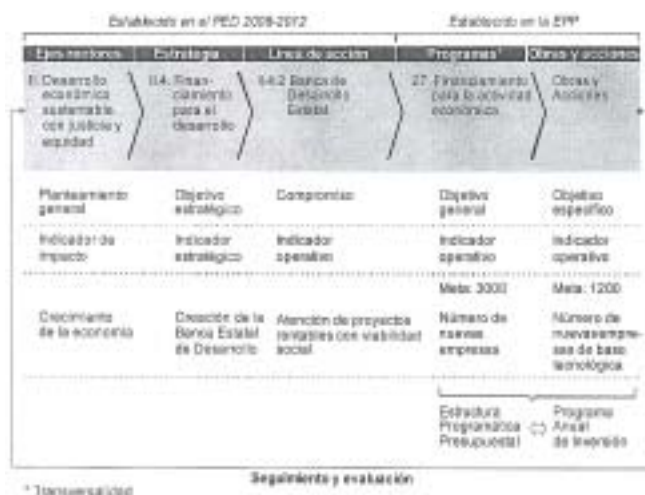 Establecido en el PED 2008-2012
Establecido en la EPP
Ejes rectores Estrategia Línea de acción Programas* Obras y acciones
II. Desarrollo económico sustentable con justicia y equidad
II.4. Finan-ciamiento para el desarrollo
II.4.2 Banca de Desarrollo Estatal
27. Financiamiento para la actividad económica
Obras y Acciones
Planteamiento general
Objetivo estratégico
Compromiso
Objetivo general
Objetivo específico
Indicador de impacto
Indicador estratégico
Indicador operativo
Indicador operativo
Indicador operativo
Meta: 3000
Meta: 1200
Crecimiento de la economía
Creación de la Banca Estatal de Desarrollo
Atención de proyectos rentables con viabilidad social
Número de nuevas empresas
Número de nuevas empre-sas de base tecnológica
Estructura Programática Presupuestal
Programa Anual de Inversión
Seguimiento y evaluación
* Transversalidad